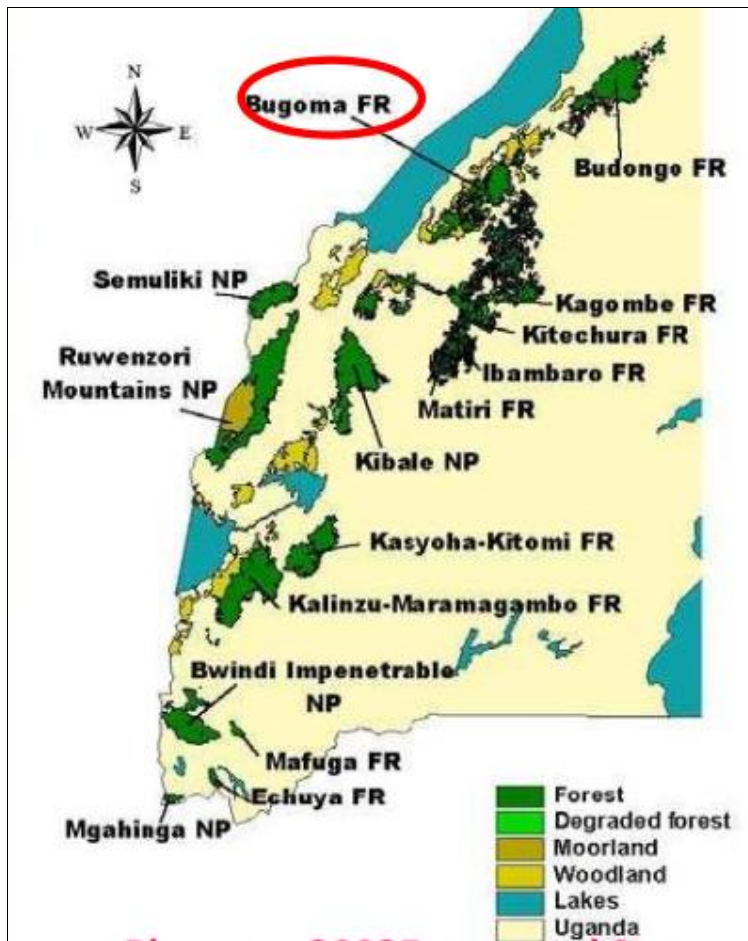 N
Bugoma FR
W E
S
Budongo FR
Semuliki NP
Kagombe FR
Kitechura FR
Ruwenzori
Mountains NP
Ibambaro FR
Matiri FR
Kibale NP
Kasyoha-Kitomi FR
Kalinzu-Maramagambo FR
Bwindi Impenetrable
NP
Mafuga FR
Echuya FR
Mgahinga NP
Forest
Degraded forest
Moorland
Woodland
Lakes
Uganda